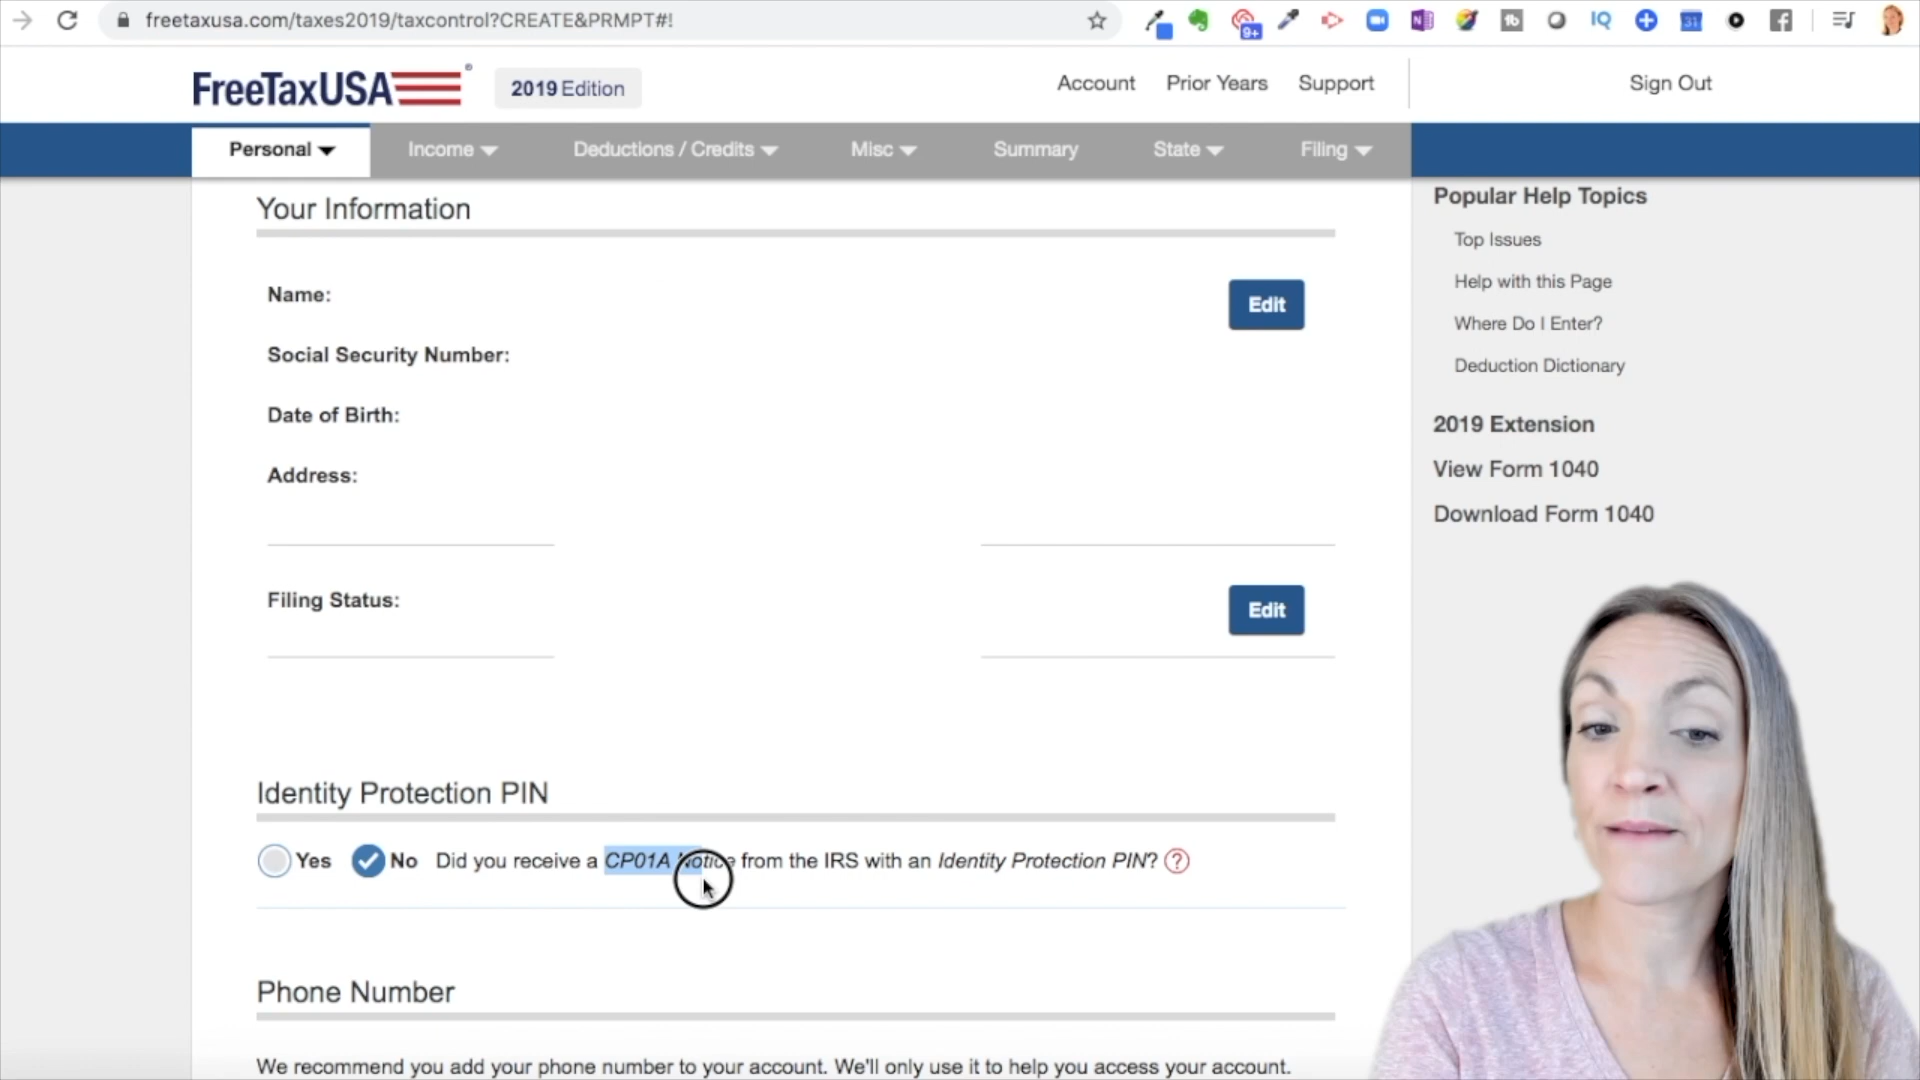 freetaxusa.com/taxes2019/taxcontrol?CREATE&PRMPT#!
9+
31
FreeTaxUSA®
2019 Edition
Account
Prior Years
Support
Sign Out
Personal
Income
Deductions / Credits
Misc
Summary
State
Filing
Your Information
Name:
Edit
Social Security Number:
Date of Birth:
Address:
Filing Status:
Edit
Identity Protection PIN
Yes No Did you receive a CP01A Notice from the IRS with an Identity Protection PIN? ?
Phone Number
We recommend you add your phone number to your account. We'll only use it to help you access your account.
Popular Help Topics
Top Issues
Help with this Page
Where Do I Enter?
Deduction Dictionary
2019 Extension
View Form 1040
Download Form 1040